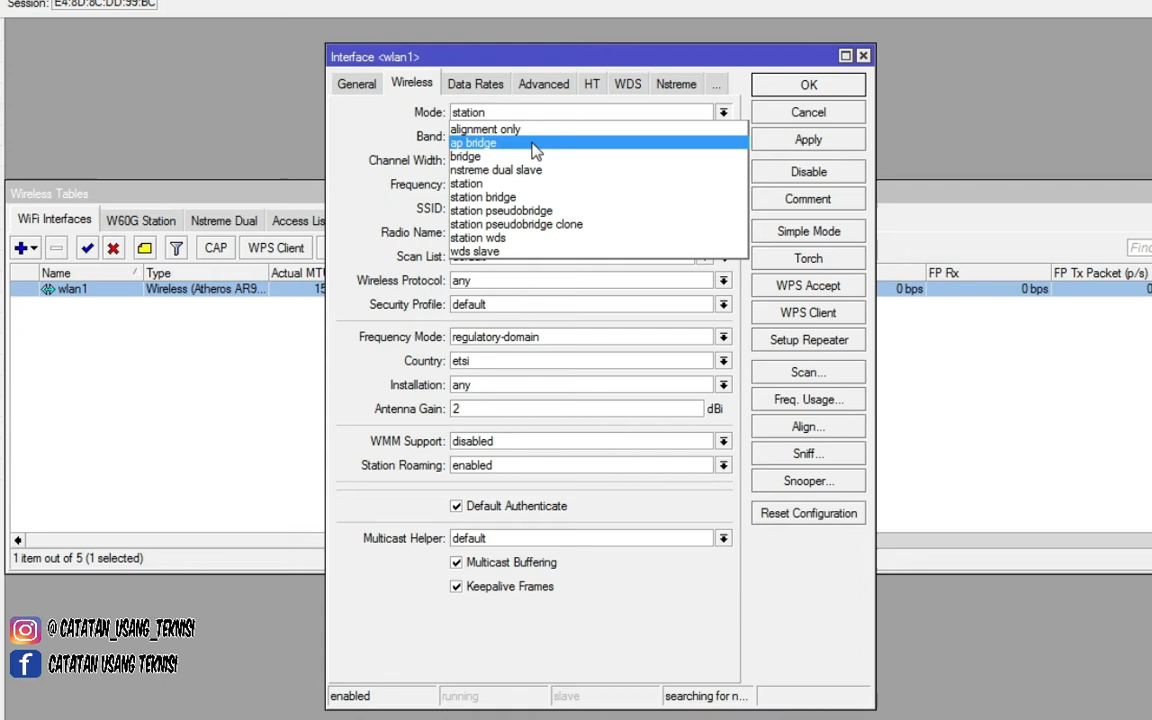 Session: E4:8D:8C:DD:99:BC
Interface <wlan1>
General Wireless Data Rates Advanced HT WDS Nstreme ...
Mode: station
alignment only
Band: ap bridge
bridge
Channel Width:
nstreme dual slave
Frequency: station
station bridge
SSID: station pseudobridge
station pseudobridge clone
Radio Name:
station wds
Scan List:
wds slave
Wireless Protocol: any
Security Profile: default
Frequency Mode: regulatory-domain
Country: etsi
Installation: any
Antenna Gain: 2 dBi
WMM Support: disabled
Station Roaming: enabled
Default Authenticate
Multicast Helper: default
Multicast Buffering
Keepalive Frames
OK
Cancel
Apply
Disable
Comment
Simple Mode
Torch
WPS Accept
WPS Client
Setup Repeater
Scan...
Freq. Usage...
Align...
Sniff...
Snooper...
Reset Configuration
enabled running slave searching for n...
Wireless Tables
WiFi Interfaces W60G Station Nstreme Dual Access Lis
CAP WPS Client Find
Name / Type Actual MTU FP Rx FP Tx Packet (p/s)
wlan1 Wireless (Atheros AR9... 15 0 bps 0 bps 0
1 item out of 5 (1 selected)
@ CATATAN_USANG_TEKNISI
f CATATAN USANG TEKNISI